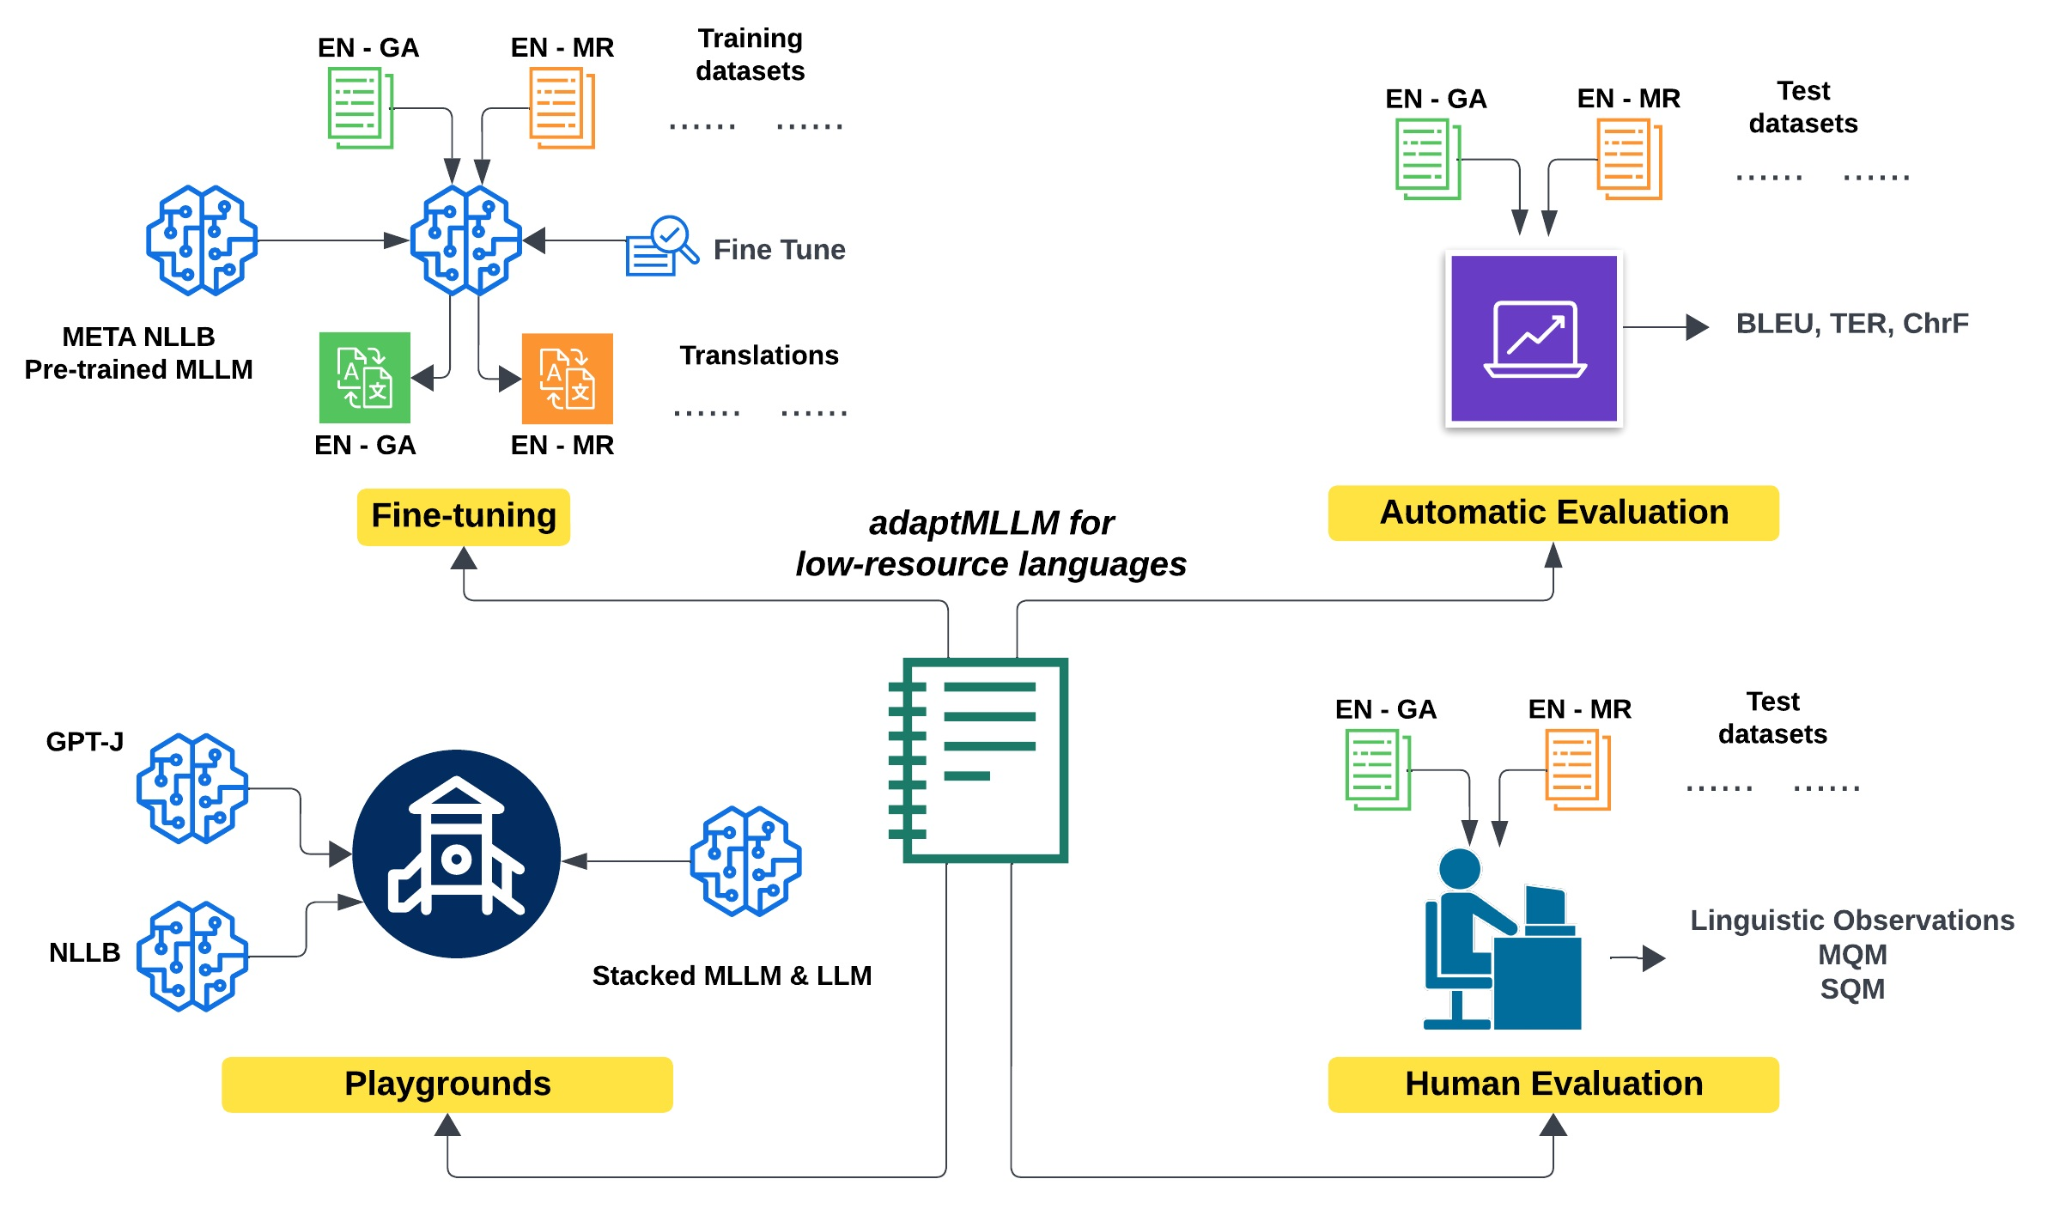 EN - GA
EN - MR
Training
datasets
...... ......
Fine Tune
META NLLB
Pre-trained MLLM
Translations
...... ......
EN - GA
EN - MR
Fine-tuning
EN - GA
EN - MR
Test
datasets
...... ......
BLEU, TER, ChrF
Automatic Evaluation
adaptMLLM for
low-resource languages
GPT-J
NLLB
Stacked MLLM & LLM
Playgrounds
EN - GA
EN - MR
Test
datasets
...... ......
Linguistic Observations
MQM
SQM
Human Evaluation